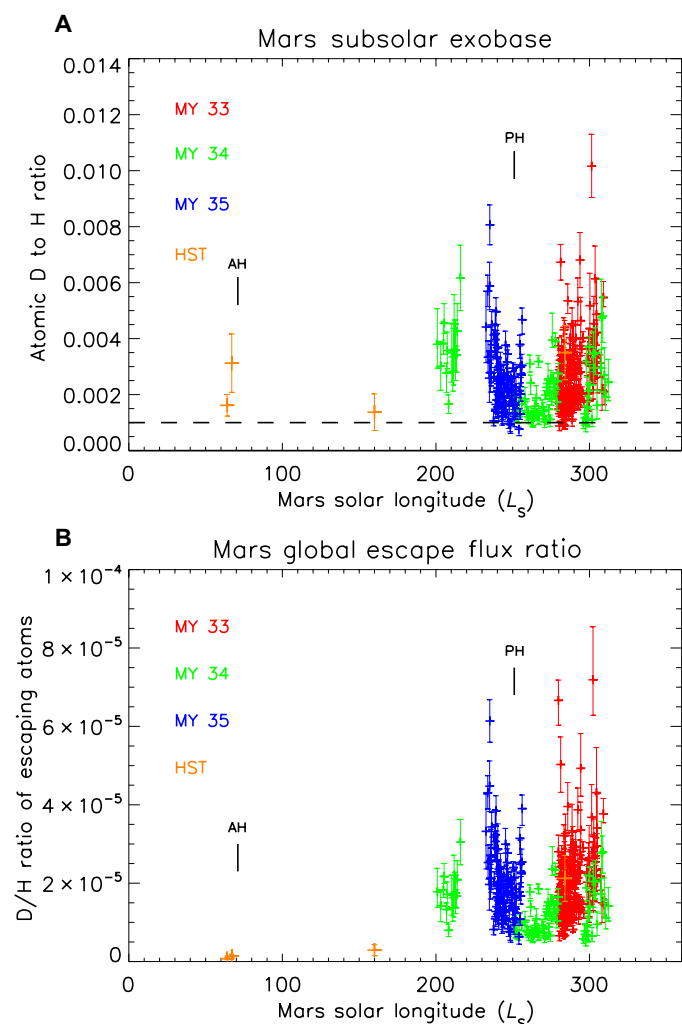 A
Mars subsolar exobase
Atomic D to H ratio
0.014
0.012
0.010
0.008
0.006
0.004
0.002
0.000
MY 33
MY 34
MY 35
HST
AH
PH
0 100 200 300
Mars solar longitude (Ls)
B
Mars global escape flux ratio
D/H ratio of escaping atoms
1×10⁻⁴
8×10⁻⁵
6×10⁻⁵
4×10⁻⁵
2×10⁻⁵
0
MY 33
MY 34
MY 35
HST
AH
PH
0 100 200 300
Mars solar longitude (Ls)